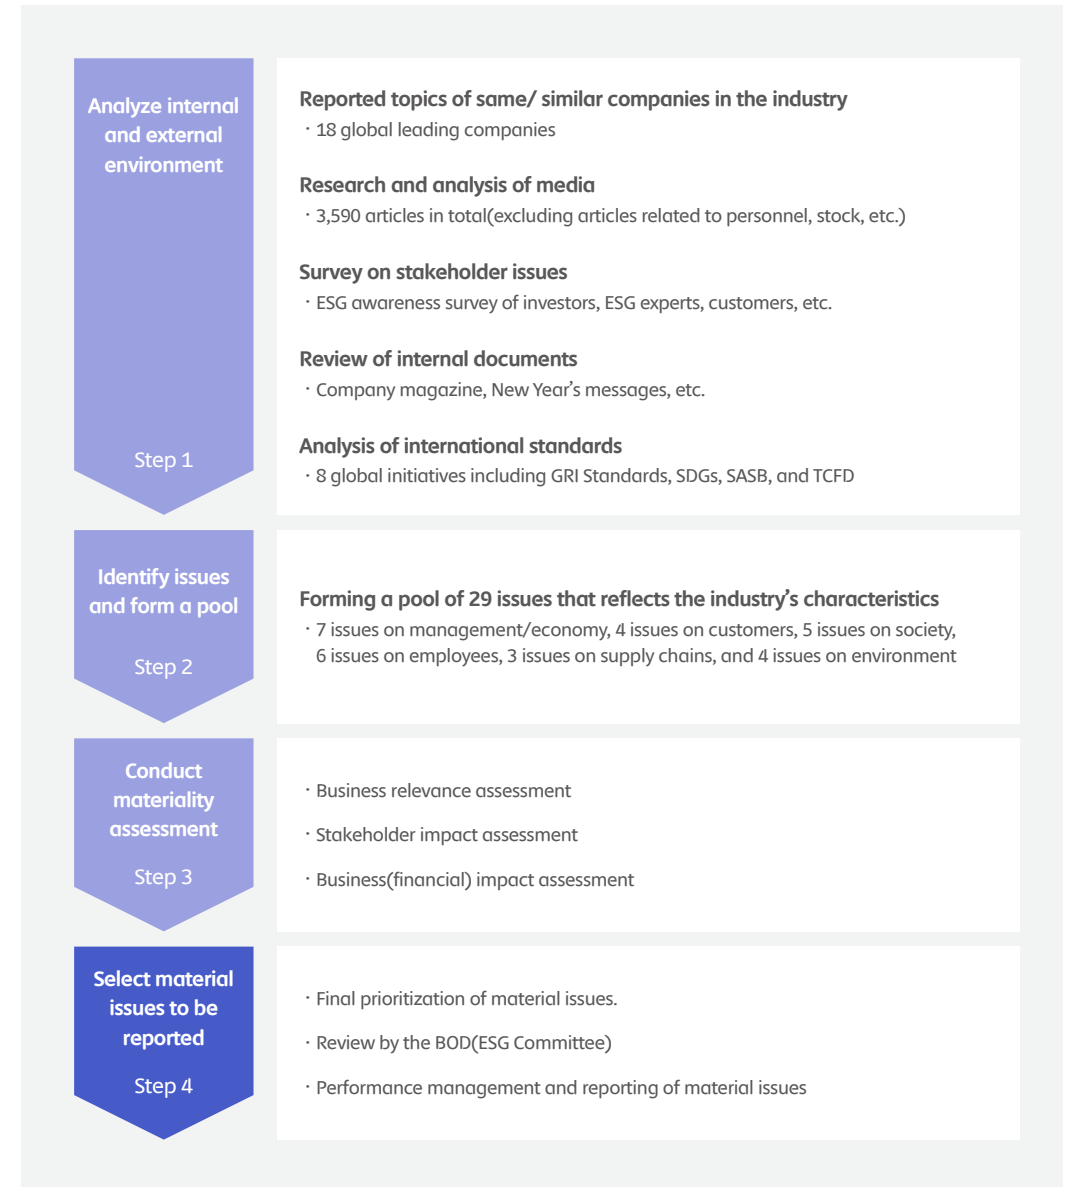 Analyze internal
and external
environment
Step 1
Reported topics of same/ similar companies in the industry
· 18 global leading companies
Research and analysis of media
· 3,590 articles in total(excluding articles related to personnel, stock, etc.)
Survey on stakeholder issues
· ESG awareness survey of investors, ESG experts, customers, etc.
Review of internal documents
· Company magazine, New Year’s messages, etc.
Analysis of international standards
· 8 global initiatives including GRI Standards, SDGs, SASB, and TCFD
Identify issues
and form a pool
Step 2
Forming a pool of 29 issues that reflects the industry’s characteristics
· 7 issues on management/economy, 4 issues on customers, 5 issues on society,
6 issues on employees, 3 issues on supply chains, and 4 issues on environment
Conduct
materiality
assessment
Step 3
· Business relevance assessment
· Stakeholder impact assessment
· Business(financial) impact assessment
Select material
issues to be
reported
Step 4
· Final prioritization of material issues.
· Review by the BOD(ESG Committee)
· Performance management and reporting of material issues